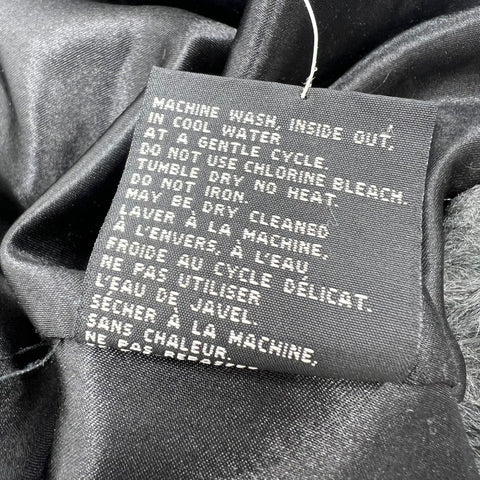 MACHINE WASH, INSIDE OUT,
IN COOL WATER
AT A GENTLE CYCLE.
DO NOT USE CHLORINE BLEACH.
TUMBLE DRY, NO HEAT.
DO NOT IRON.
MAY BE DRY CLEANED
LAVER À LA MACHINE,
À L'ENVERS, À L'EAU
FROIDE AU CYCLE DÉLICAT.
NE PAS UTILISER
L'EAU DE JAVEL.
SÉCHER À LA MACHINE,
SANS CHALEUR.
NE PAS